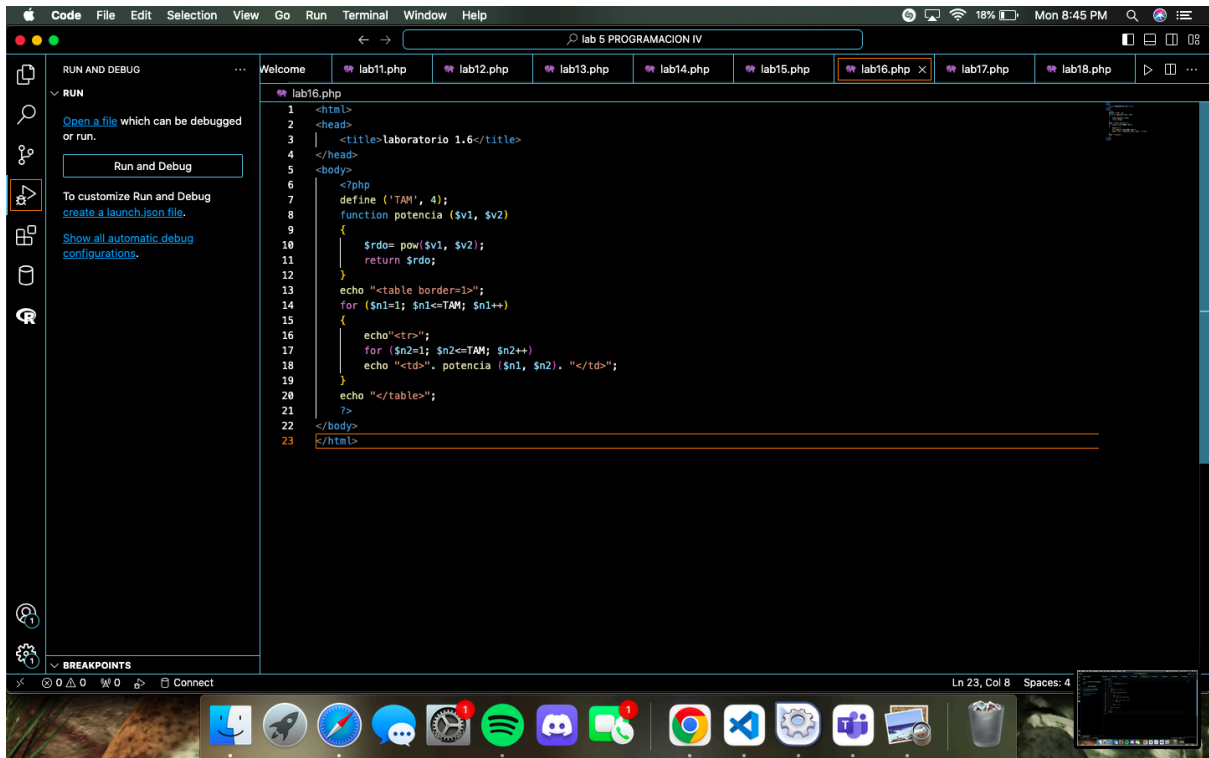 Code File Edit Selection View Go Run Terminal Window Help 18% Mon 8:45 PM
lab 5 PROGRAMACION IV
RUN AND DEBUG ...
Welcome lab11.php lab12.php lab13.php lab14.php lab15.php lab16.php lab17.php lab18.php
RUN
lab16.php
Open a file which can be debugged
or run.
Run and Debug
To customize Run and Debug
create a launch.json file.
Show all automatic debug
configurations.
1 <html>
2 <head>
3 <title>laboratorio 1.6</title>
4 </head>
5 <body>
6 <?php
7 define ('TAM', 4);
8 function potencia ($v1, $v2)
9 {
10 $rdo= pow($v1, $v2);
11 return $rdo;
12 }
13 echo "<table border=1>";
14 for ($n1=1; $n1<=TAM; $n1++)
15 {
16 echo"<tr>";
17 for ($n2=1; $n2<=TAM; $n2++)
18 echo "<td>". potencia ($n1, $n2). "</td>";
19 }
20 echo "</table>";
21 ?>
22 </body>
23 </html>
1
1
BREAKPOINTS
0 0 0 Connect Ln 23, Col 8 Spaces: 4
1 1